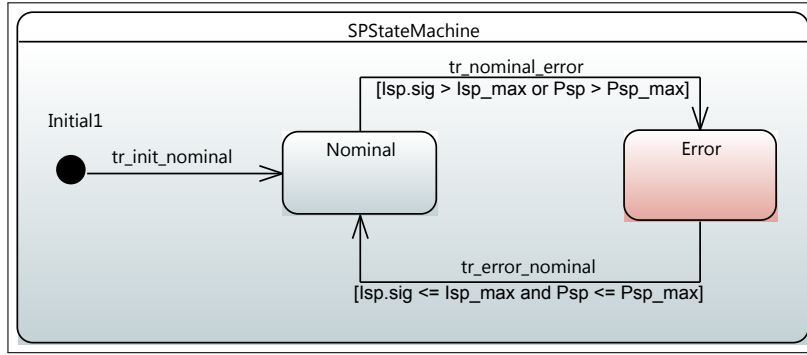 SPStateMachine
tr_nominal_error
[Isp.sig > Isp_max or Psp > Psp_max]
Initial1
tr_init_nominal
Nominal
Error
tr_error_nominal
[Isp.sig <= Isp_max and Psp <= Psp_max]